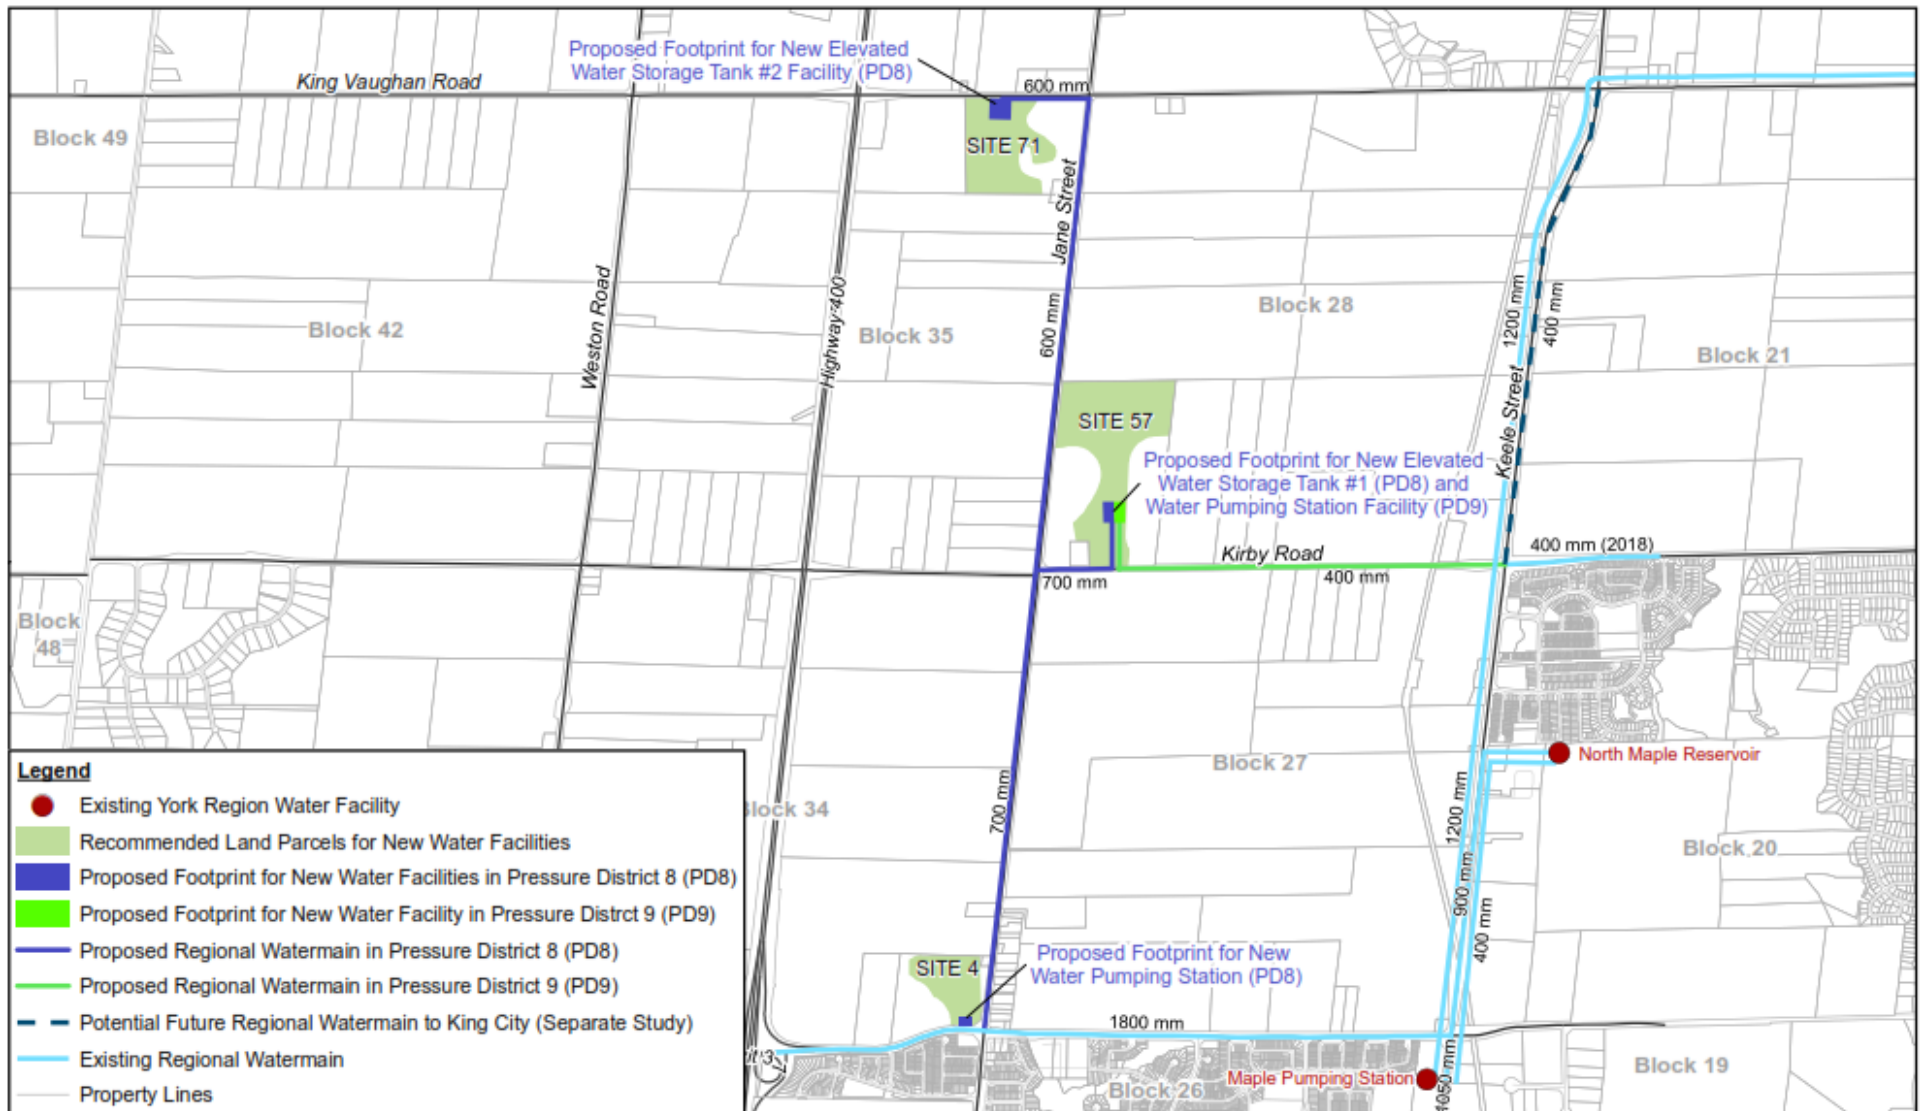 Proposed Footprint for New Elevated
Water Storage Tank #2 Facility (PD8)
King Vaughan Road
600 mm
Block 49
SITE 71
Jane Street
Block 28
Block 42
Weston Road
Highway 400
Block 35
600 mm
1200 mm
400 mm
Block 21
SITE 57
Keele Street
Proposed Footprint for New Elevated
Water Storage Tank #1 (PD8) and
Water Pumping Station Facility (PD9)
Kirby Road
400 mm (2018)
700 mm
400 mm
Block
48
North Maple Reservoir
Block 27
700 mm
1200 mm
Block 34
Block 20
900 mm
400 mm
SITE 4
Proposed Footprint for New
Water Pumping Station (PD8)
1800 mm
Block 19
Maple Pumping Station
1050 mm
Block 26
Legend
Existing York Region Water Facility
Recommended Land Parcels for New Water Facilities
Proposed Footprint for New Water Facilities in Pressure District 8 (PD8)
Proposed Footprint for New Water Facility in Pressure Distrct 9 (PD9)
Proposed Regional Watermain in Pressure District 8 (PD8)
Proposed Regional Watermain in Pressure District 9 (PD9)
Potential Future Regional Watermain to King City (Separate Study)
Existing Regional Watermain
Property Lines